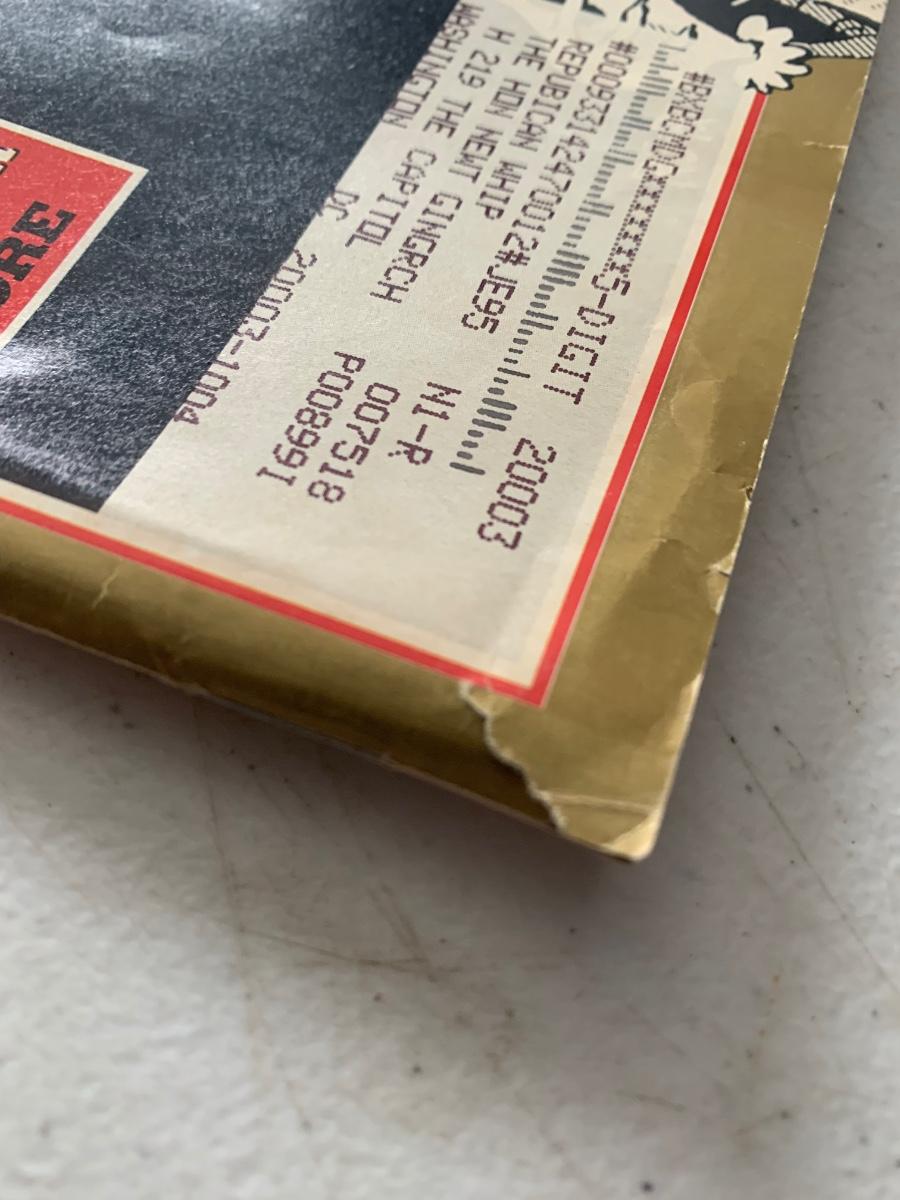 #BXBCMDC******5-DIGIT 20003
#000933142470012#JE95
REPUBICAN WHIP N1-R
THE HON NEWT GINGRCH 007518
H 219 THE CAPITOL P008991
WASHINGTON DC 20003-1004
ORE